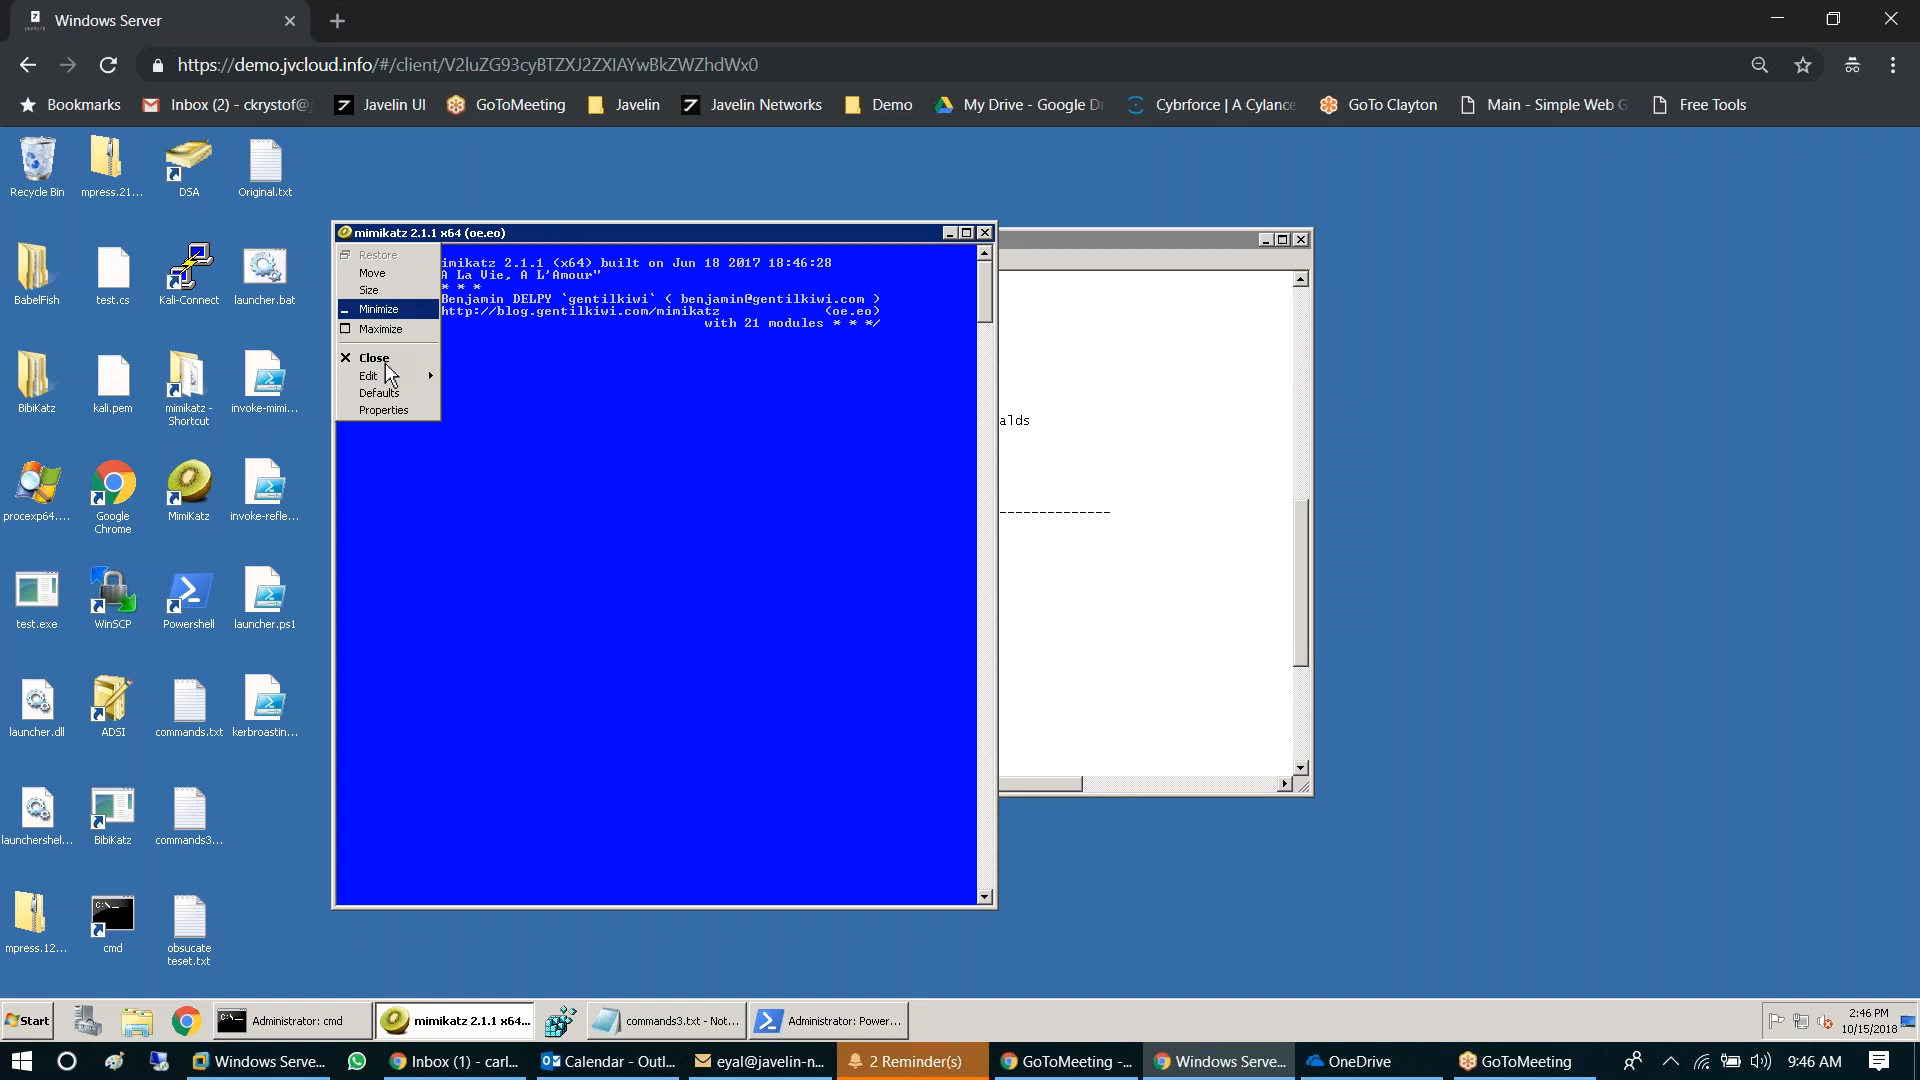 Windows Server
https://demo.jvcloud.info/#/client/V2luZG93cyBTZXJ2ZXIAYwBkZWZhdWx0
Bookmarks
Inbox (2) - ckrystof@
Javelin UI
GoToMeeting
Javelin
Javelin Networks
Demo
My Drive - Google Dr
Cybrforce | A Cylance
GoTo Clayton
Main - Simple Web G
Free Tools
Recycle Bin
mpress.21...
DSA
Original.txt
BabelFish
test.cs
Kali-Connect
launcher.bat
BibiKatz
kali.pem
mimikatz -
Shortcut
invoke-mimi...
procexp64....
Google
Chrome
MimiKatz
invoke-refle...
test.exe
WinSCP
Powershell
launcher.ps1
launcher.dll
ADSI
commands.txt
kerbroastin...
launchershel...
BibiKatz
commands3...
mpress.12...
cmd
obsucate
teset.txt
mimikatz 2.1.1 x64 (oe.eo)
Restore
Move
Size
Minimize
Maximize
Close
Edit
Defaults
Properties
imikatz 2.1.1 (x64) built on Jun 18 2017 18:46:28
A La Vie, A L'Amour"
* * *
Benjamin DELPY `gentilkiwi` ( benjamin@gentilkiwi.com )
http://blog.gentilkiwi.com/mimikatz (oe.eo)
with 21 modules * * */
alds
--------------
Start
Administrator: cmd
mimikatz 2.1.1 x64...
commands3.txt - Not...
Administrator: Power...
2:46 PM
10/15/2018
Windows Serve...
Inbox (1) - carl...
Calendar - Outl...
eyal@javelin-n...
2 Reminder(s)
GoToMeeting -...
Windows Serve...
OneDrive
GoToMeeting
9:46 AM